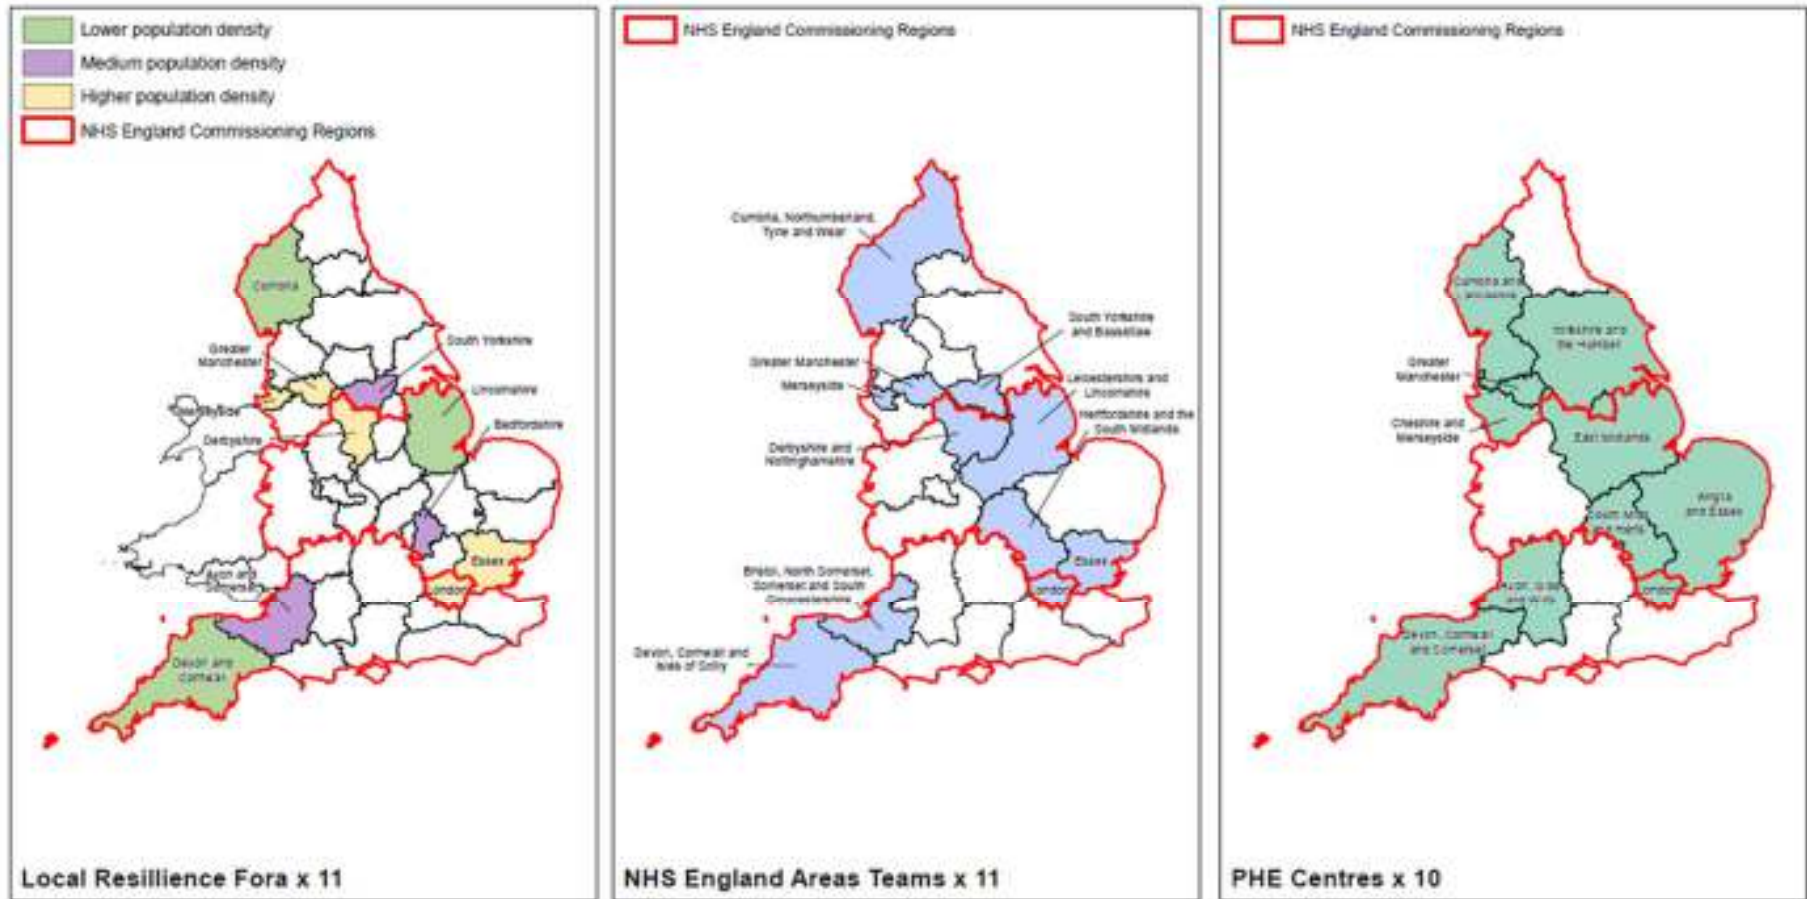 Lower population density
Medium population density
Higher population density
NHS England Commissioning Regions
Cumbria
Greater
Manchester
South Yorkshire
Lincolnshire
Derbyshire
Bedfordshire
Essex
London
Avon and
Somerset
Devon and
Cornwall
Local Resillience Fora x 11
NHS England Commissioning Regions
Cumbria, Northumberland,
Tyne and Wear
South Yorkshire
and Bassetlaw
Greater Manchester
Merseyside
Leicestershire and
Lincolnshire
Hertfordshire and the
South Midlands
Derbyshire and
Nottinghamshire
Essex
London
Bristol, North Somerset,
Somerset and South
Gloucestershire
Devon, Cornwall and
Isles of Scilly
NHS England Areas Teams x 11
NHS England Commissioning Regions
Cumbria and
Lancashire
Yorkshire and
the Humber
Greater
Manchester
Cheshire and
Merseyside
East Midlands
Anglia
and Essex
London
Devon, Cornwall
and Somerset
PHE Centres x 10